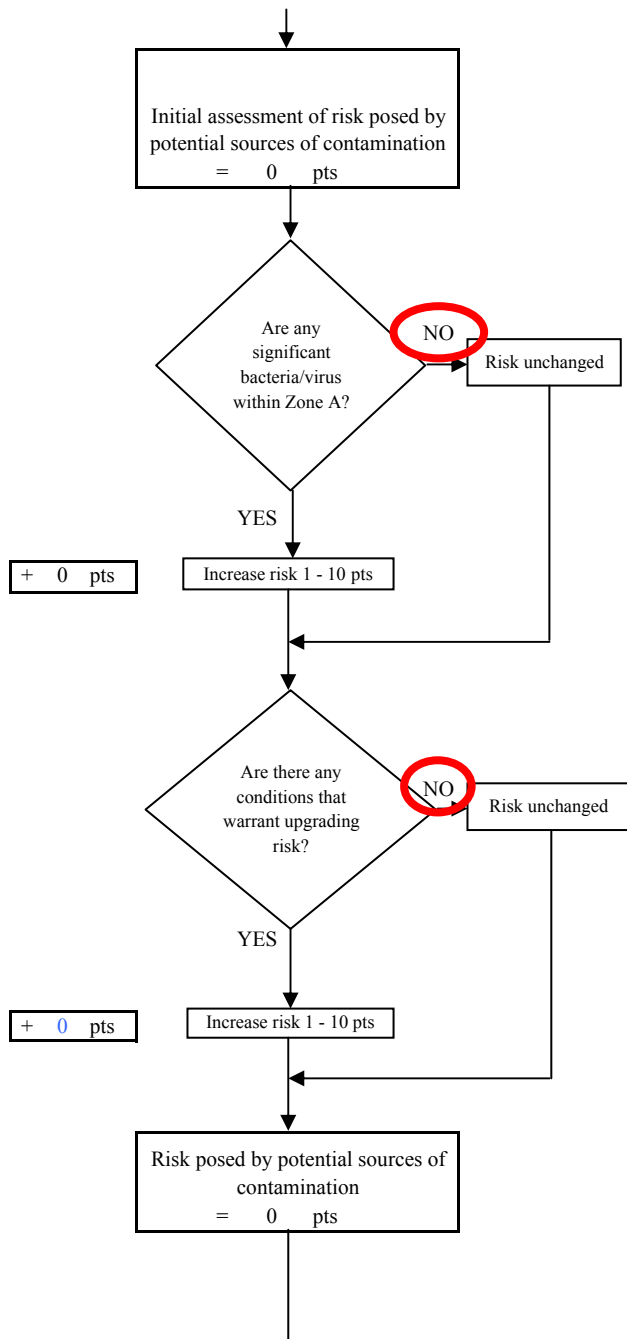 Initial assessment of risk posed by
potential sources of contamination
= 0 pts
Are any
significant
bacteria/virus
within Zone A?
NO
Risk unchanged
YES
+ 0 pts
Increase risk 1 - 10 pts
Are there any
conditions that
warrant upgrading
risk?
NO
Risk unchanged
YES
+ 0 pts
Increase risk 1 - 10 pts
Risk posed by potential sources of
contamination
= 0 pts